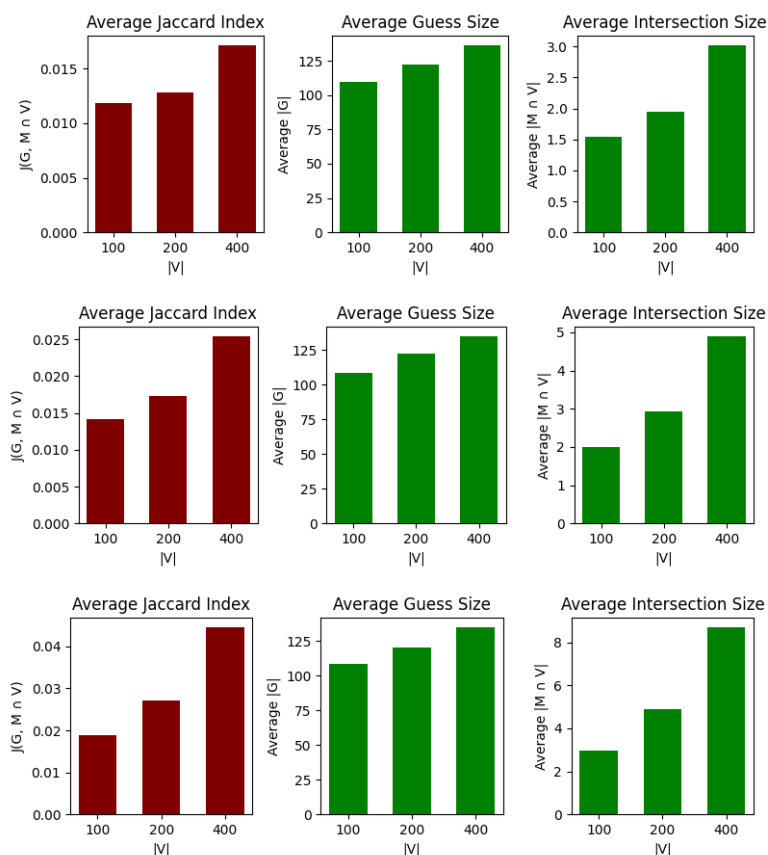 Average Jaccard Index
J(G, M ∩ V)
0.015
0.010
0.005
0.000
100 200 400
|V|
Average Guess Size
Average |G|
125
100
75
50
25
0
100 200 400
|V|
Average Intersection Size
Average |M ∩ V|
3.0
2.5
2.0
1.5
1.0
0.5
0.0
100 200 400
|V|
Average Jaccard Index
J(G, M ∩ V)
0.025
0.020
0.015
0.010
0.005
0.000
100 200 400
|V|
Average Guess Size
Average |G|
125
100
75
50
25
0
100 200 400
|V|
Average Intersection Size
Average |M ∩ V|
5
4
3
2
1
0
100 200 400
|V|
Average Jaccard Index
J(G, M ∩ V)
0.04
0.03
0.02
0.01
0.00
100 200 400
|V|
Average Guess Size
Average |G|
125
100
75
50
25
0
100 200 400
|V|
Average Intersection Size
Average |M ∩ V|
8
6
4
2
0
100 200 400
|V|